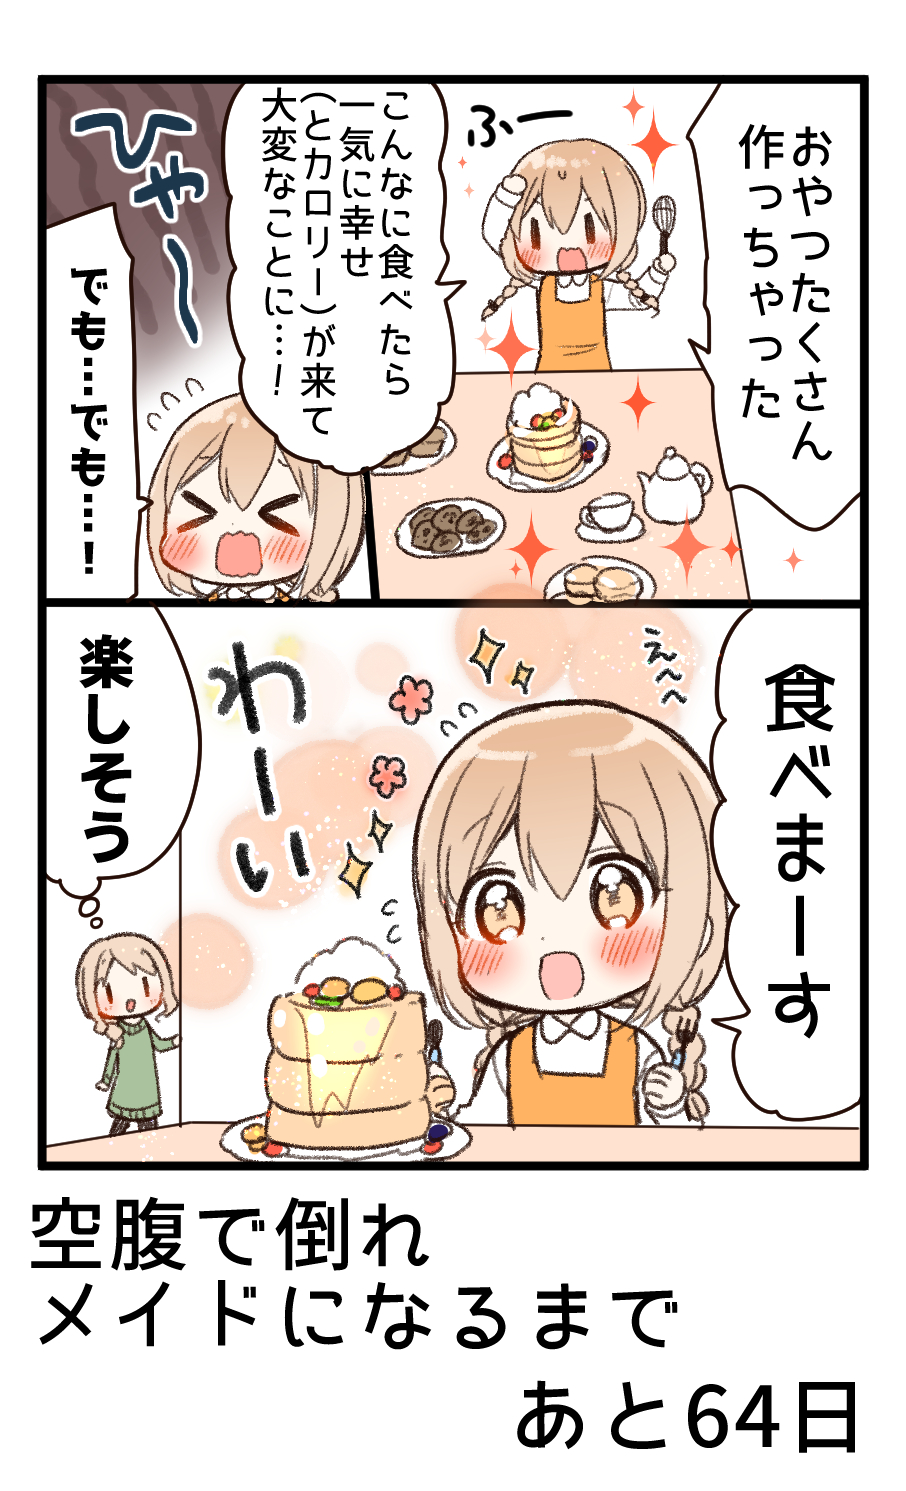 おやつたくさん
作っちゃった
ふー
こんなに食べたら
一気に幸せ
(とカロリー)が来て
大変なことに…!
ひゃ〜
でも…でも…!
食べまーす
えへへ
わーい
楽しそう
空腹で倒れ
メイドになるまで
あと64日